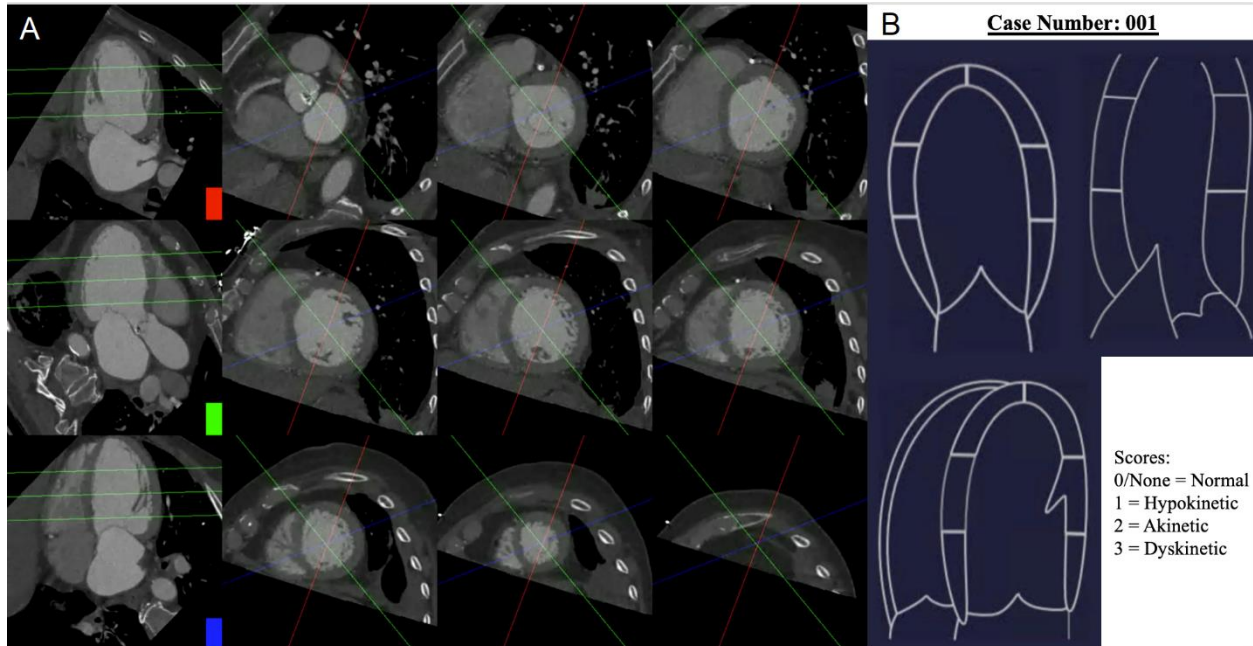 A
B
Case Number: 001
Scores:
0/None = Normal
1 = Hypokinetic
2 = Akinetic
3 = Dyskinetic